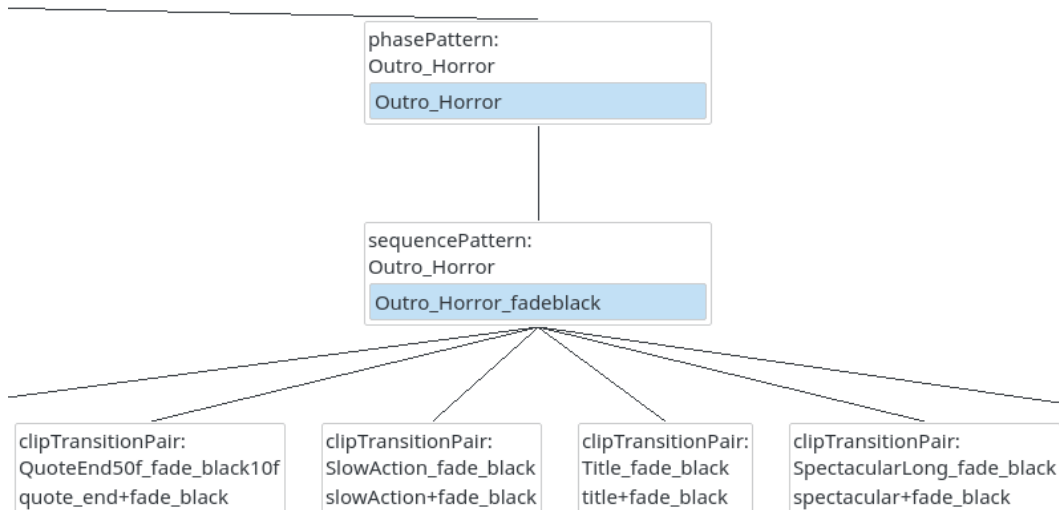 phasePattern:
Outro_Horror
Outro_Horror
sequencePattern:
Outro_Horror
Outro_Horror_fadeblack
clipTransitionPair:
QuoteEnd50f_fade_black10f
quote_end+fade_black
clipTransitionPair:
SlowAction_fade_black
slowAction+fade_black
clipTransitionPair:
Title_fade_black
title+fade_black
clipTransitionPair:
SpectacularLong_fade_black
spectacular+fade_black